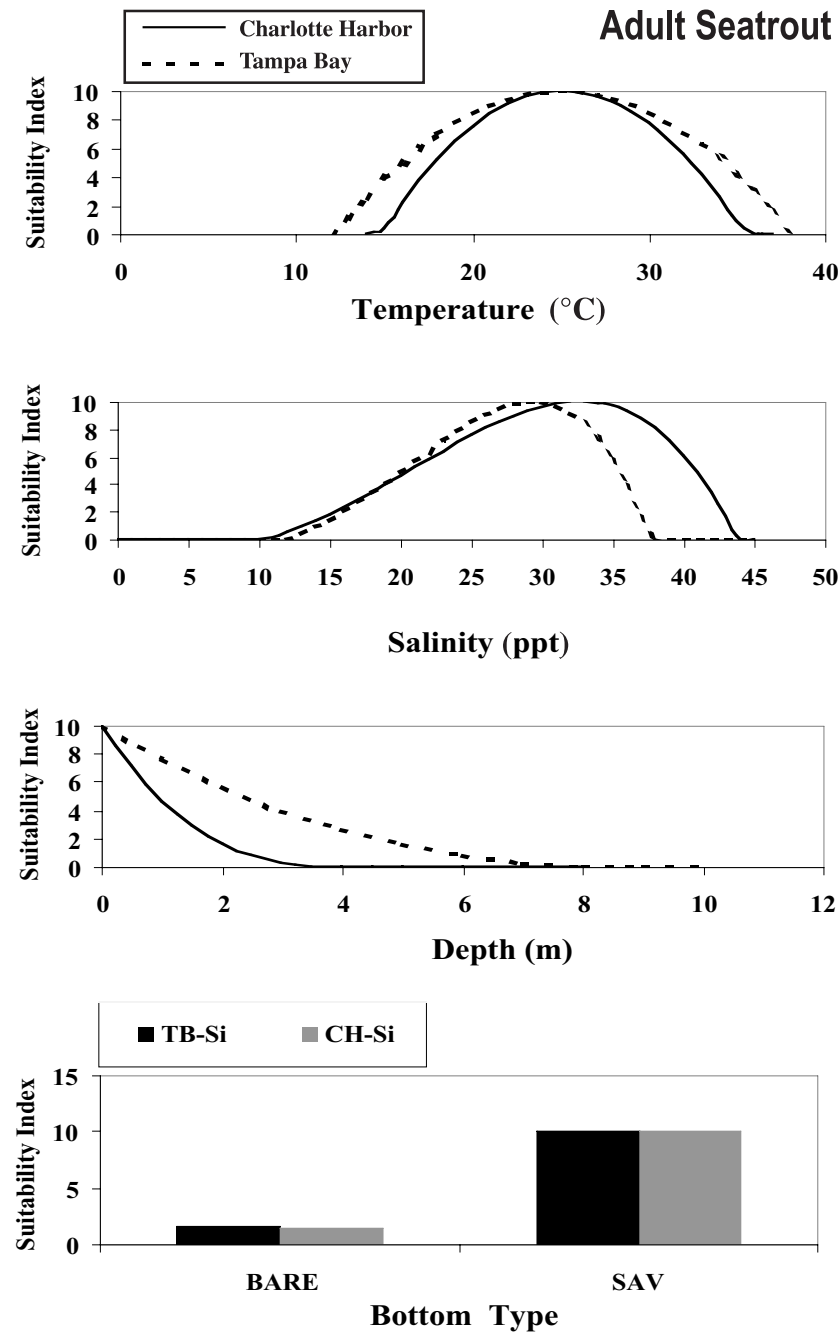 Adult Seatrout
Charlotte Harbor
Tampa Bay
Suitability Index
10
8
6
4
2
0
0 10 20 30 40
Temperature (°C)
Suitability Index
10
8
6
4
2
0
0 5 10 15 20 25 30 35 40 45 50
Salinity (ppt)
Suitability Index
10
8
6
4
2
0
0 2 4 6 8 10 12
Depth (m)
TB-Si CH-Si
Suitability Index
15
10
5
0
BARE SAV
Bottom Type